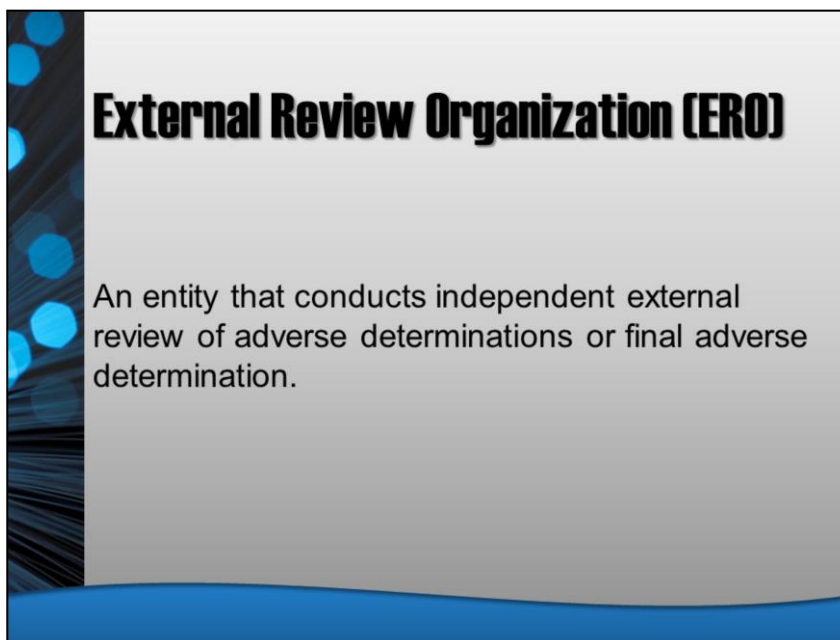 External Review Organization (ERO)
An entity that conducts independent external
review of adverse determinations or final adverse
determination.